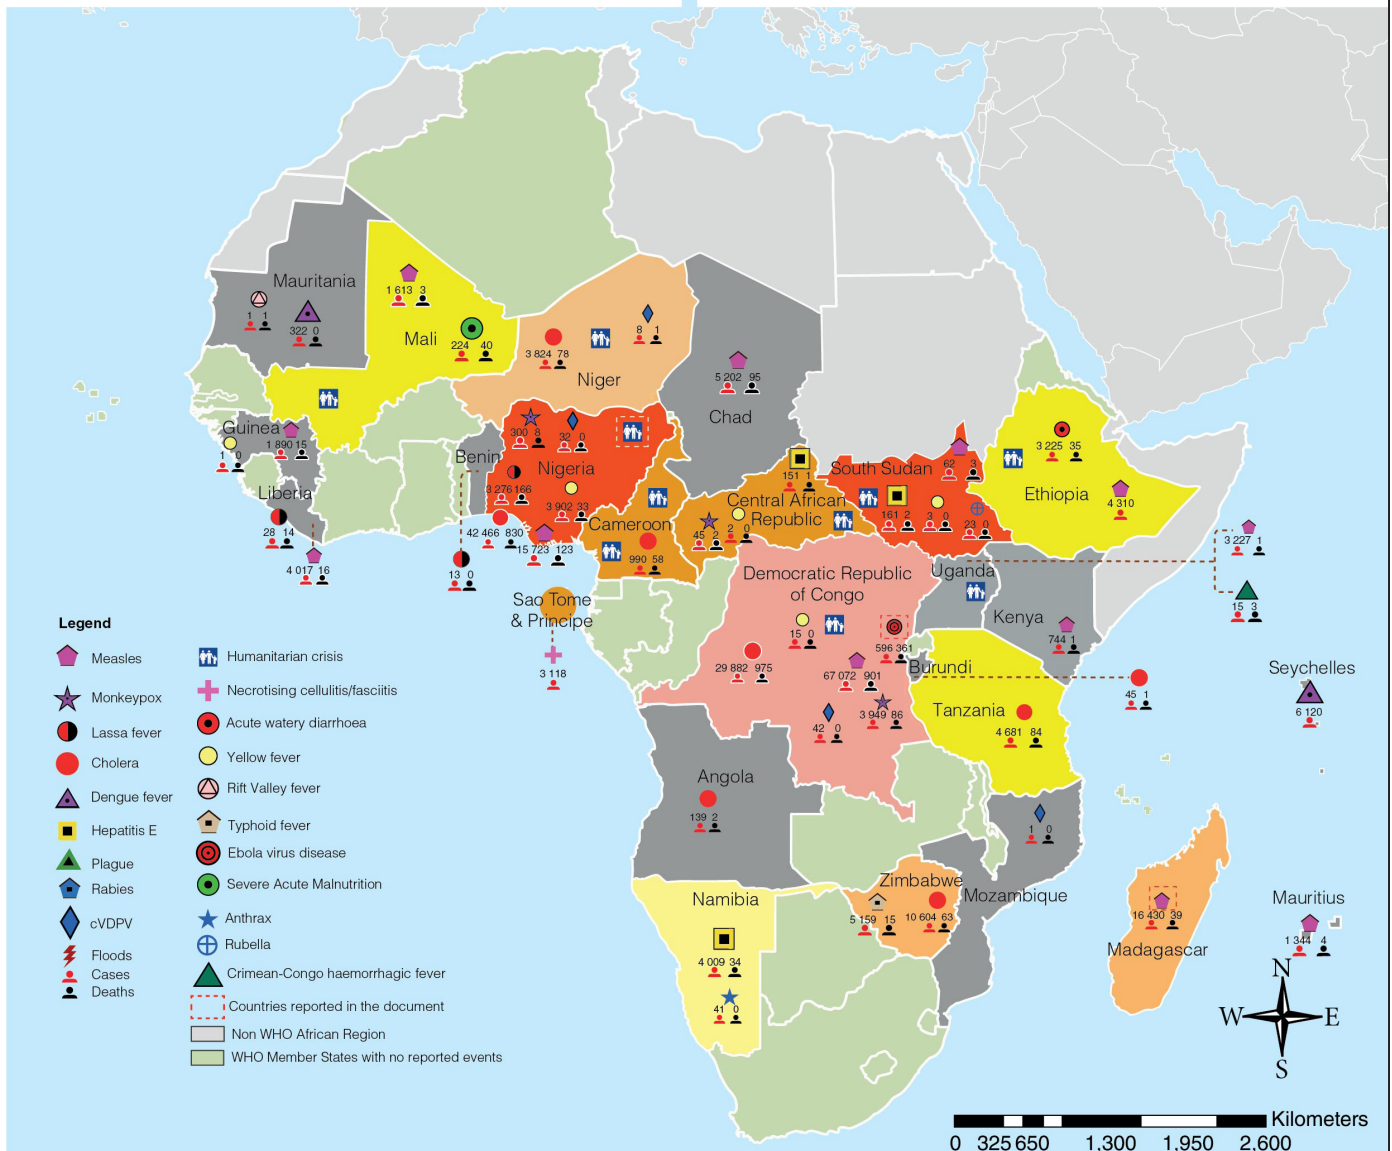 Mauritania
1 1
322 0
1 613 3
Mali
224 40
3 824 78
8 1
Niger
5 202 95
Chad
Guinea
1 890 15
1 0
Liberia
28 14
4 017 16
Benin
13 0
300 8
32 0
Nigeria
3 276 166
3 902 33
42 466 830
15 723 123
Cameroon
990 58
151 1
Central African
Republic
45 2
2 0
South Sudan
62 3
161 2
3 0
23 0
3 225 35
Ethiopia
4 310
3 227 1
15 3
Uganda
Kenya
744 1
Democratic Republic
of Congo
15 0
596 361
29 882 975
67 072 901
3 949 86
42 0
Sao Tome
& Principe
3 118
Burundi
45 1
Tanzania
4 681 84
Seychelles
6 120
Angola
139 2
1 0
Mozambique
Zimbabwe
5 159 15
10 604 63
Namibia
4 009 34
41 0
16 430 39
Madagascar
Mauritius
1 344 4
Legend
Measles
Monkeypox
Lassa fever
Cholera
Dengue fever
Hepatitis E
Plague
Rabies
cVDPV
Floods
Cases
Deaths
Humanitarian crisis
Necrotising cellulitis/fasciitis
Acute watery diarrhoea
Yellow fever
Rift Valley fever
Typhoid fever
Ebola virus disease
Severe Acute Malnutrition
Anthrax
Rubella
Crimean-Congo haemorrhagic fever
Countries reported in the document
Non WHO African Region
WHO Member States with no reported events
N
W E
S
Kilometers
0 325 650 1,300 1,950 2,600